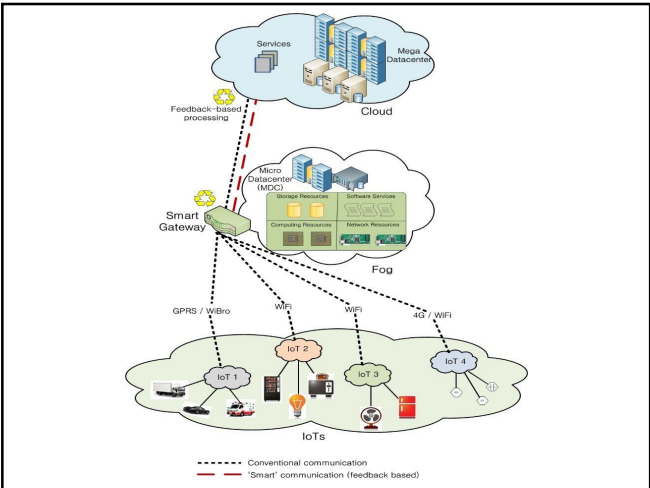 Services
Mega
Datacenter
Cloud
Feedback-based
processing
Micro
Datacenter
(MDC)
Storage Resources
Software Services
Computing Resources
Network Resources
Smart
Gateway
Fog
GPRS / WiBro
WiFi
WiFi
4G / WiFi
IoT 1
IoT 2
IoT 3
IoT 4
IoTs
Conventional communication
'Smart' communication (feedback based)